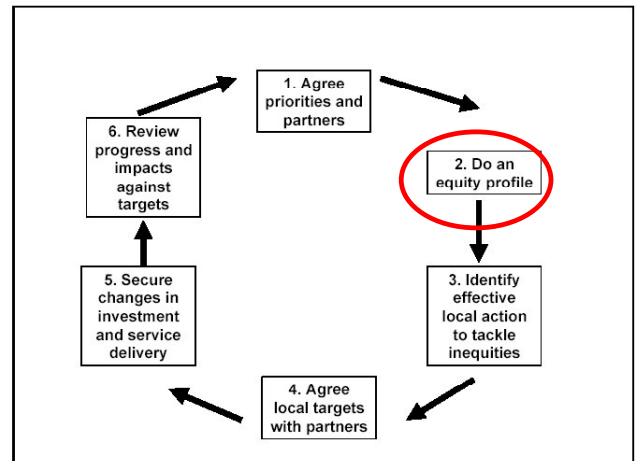 1. Agree
priorities and
partners
2. Do an
equity profile
3. Identify
effective
local action
to tackle
inequities
4. Agree
local targets
with partners
5. Secure
changes in
investment
and service
delivery
6. Review
progress and
impacts
against
targets